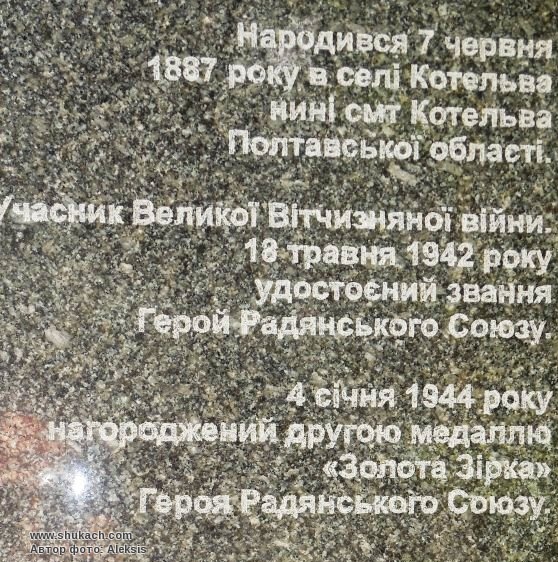 Народився 7 червня
1887 року в селі Котельва
нині смт Котельва
Полтавської області.
Учасник Великої Вітчизняної війни.
18 травня 1942 року
удостоєний звання
Герой Радянського Союзу.
4 січня 1944 року
нагороджений другою медаллю
«Золота Зірка»
Героя Радянського Союзу.
www.shukach.com
Автор фото: Aleksis